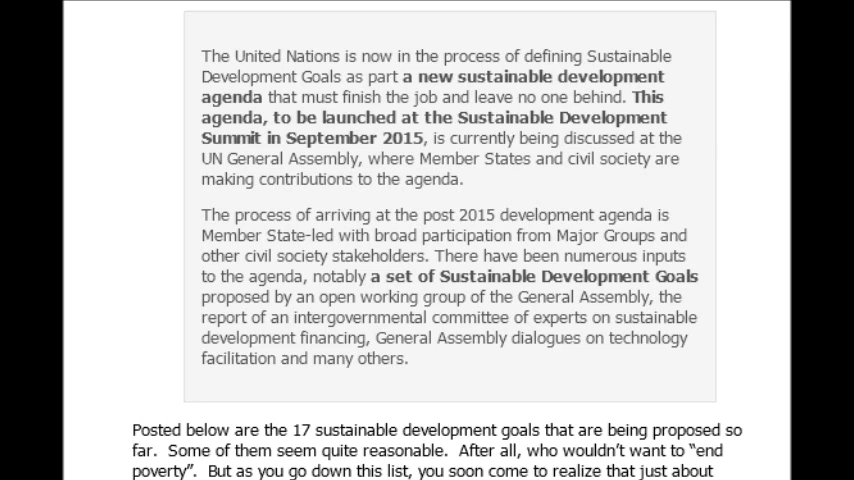 The United Nations is now in the process of defining Sustainable
Development Goals as part a new sustainable development
agenda that must finish the job and leave no one behind. This
agenda, to be launched at the Sustainable Development
Summit in September 2015, is currently being discussed at the
UN General Assembly, where Member States and civil society are
making contributions to the agenda.
The process of arriving at the post 2015 development agenda is
Member State-led with broad participation from Major Groups and
other civil society stakeholders. There have been numerous inputs
to the agenda, notably a set of Sustainable Development Goals
proposed by an open working group of the General Assembly, the
report of an intergovernmental committee of experts on sustainable
development financing, General Assembly dialogues on technology
facilitation and many others.
Posted below are the 17 sustainable development goals that are being proposed so
far. Some of them seem quite reasonable. After all, who wouldn't want to “end
poverty”. But as you go down this list, you soon come to realize that just about